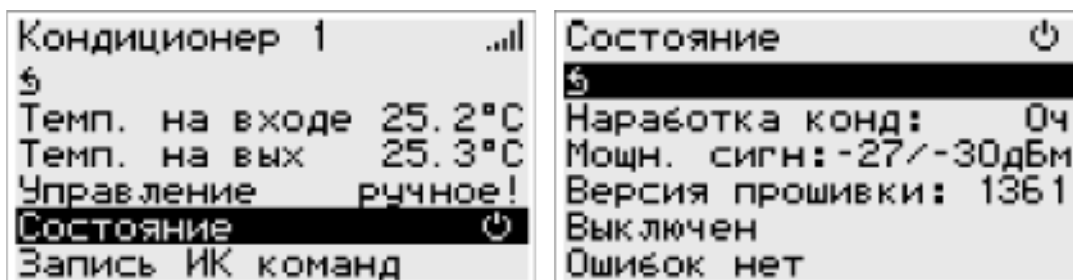 Кондиционер 1
Темп. на входе 25.2°C
Темп. на вых 25.3°C
Управление ручное!
Состояние
Запись ИК команд
Состояние
Наработка конд: 0ч
Мощн. сигн:-27/-30дБм
Версия прошивки: 1361
Выключен
Ошибок нет